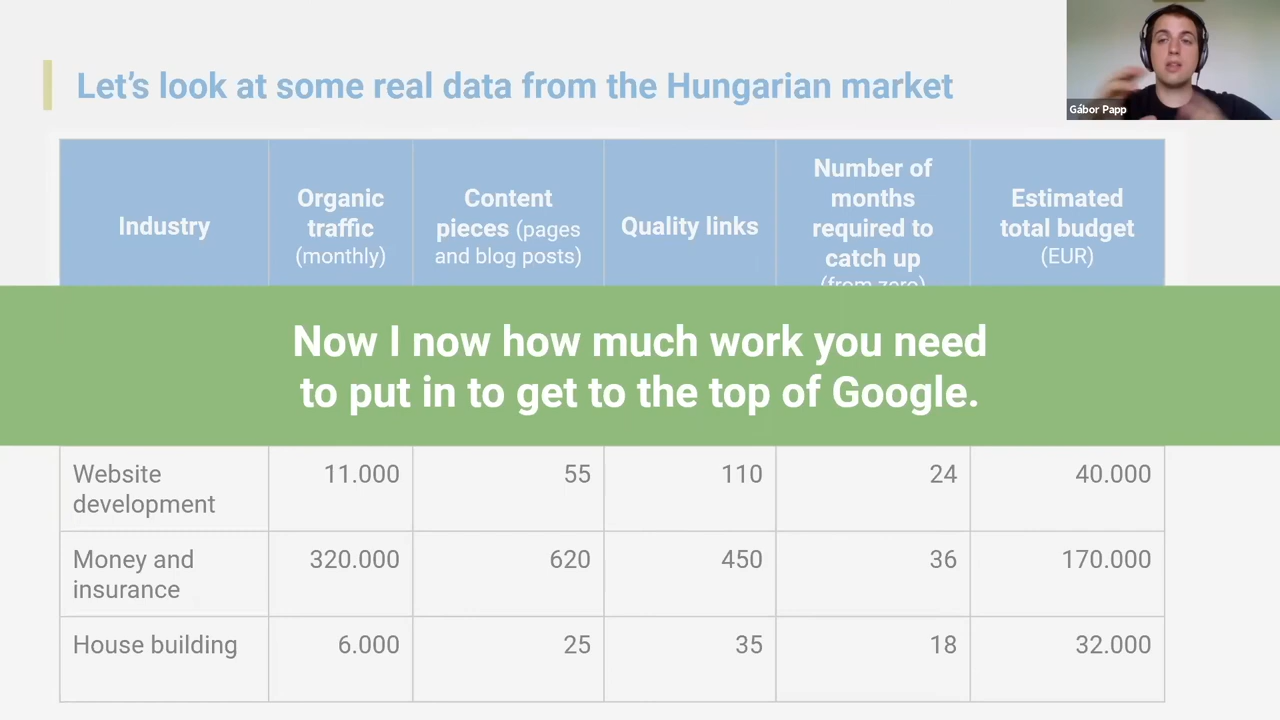 Let's look at some real data from the Hungarian market
Gábor Papp
Industry
Organic
traffic
(monthly)
Content
pieces (pages
and blog posts)
Quality links
Number of
months
required to
catch up
(from zero)
Estimated
total budget
(EUR)
Now I now how much work you need
to put in to get to the top of Google.
Website
development
11.000
55
110
24
40.000
Money and
insurance
320.000
620
450
36
170.000
House building
6.000
25
35
18
32.000